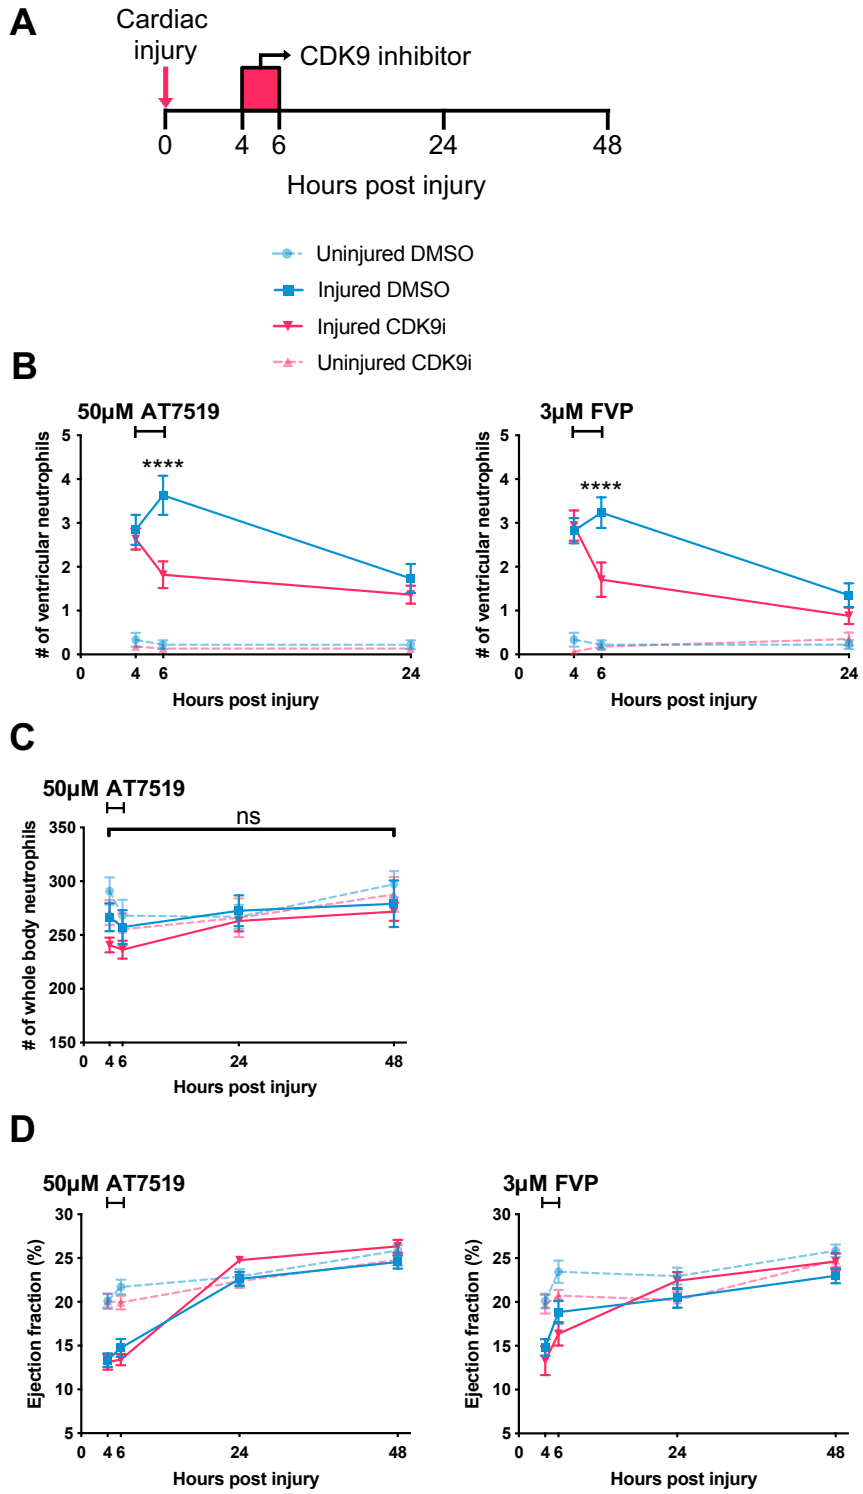 A
Cardiac
injury
CDK9 inhibitor
0 4 6 24 48
Hours post injury
Uninjured DMSO
Injured DMSO
Injured CDK9i
Uninjured CDK9i
B
50µM AT7519
# of ventricular neutrophils
5
4
3
2
1
0
****
0 4 6 24
Hours post injury
3µM FVP
# of ventricular neutrophils
5
4
3
2
1
0
****
0 4 6 24
Hours post injury
C
50µM AT7519
# of whole body neutrophils
350
300
250
200
150
ns
0 4 6 24 48
Hours post injury
D
50µM AT7519
Ejection fraction (%)
30
25
20
15
10
5
0 4 6 24 48
Hours post injury
3µM FVP
Ejection fraction (%)
30
25
20
15
10
5
0 4 6 24 48
Hours post injury